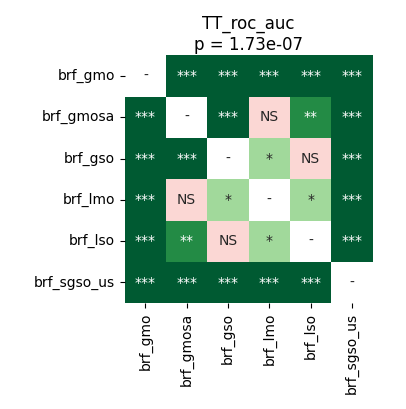 TT_roc_auc
p = 1.73e-07
brf_gmo - *** *** *** *** ***
brf_gmosa *** - *** NS ** ***
brf_gso *** *** - * NS ***
brf_lmo *** NS * - * ***
brf_lso *** ** NS * - ***
brf_sgso_us *** *** *** *** *** -
brf_gmo
brf_gmosa
brf_gso
brf_lmo
brf_lso
brf_sgso_us